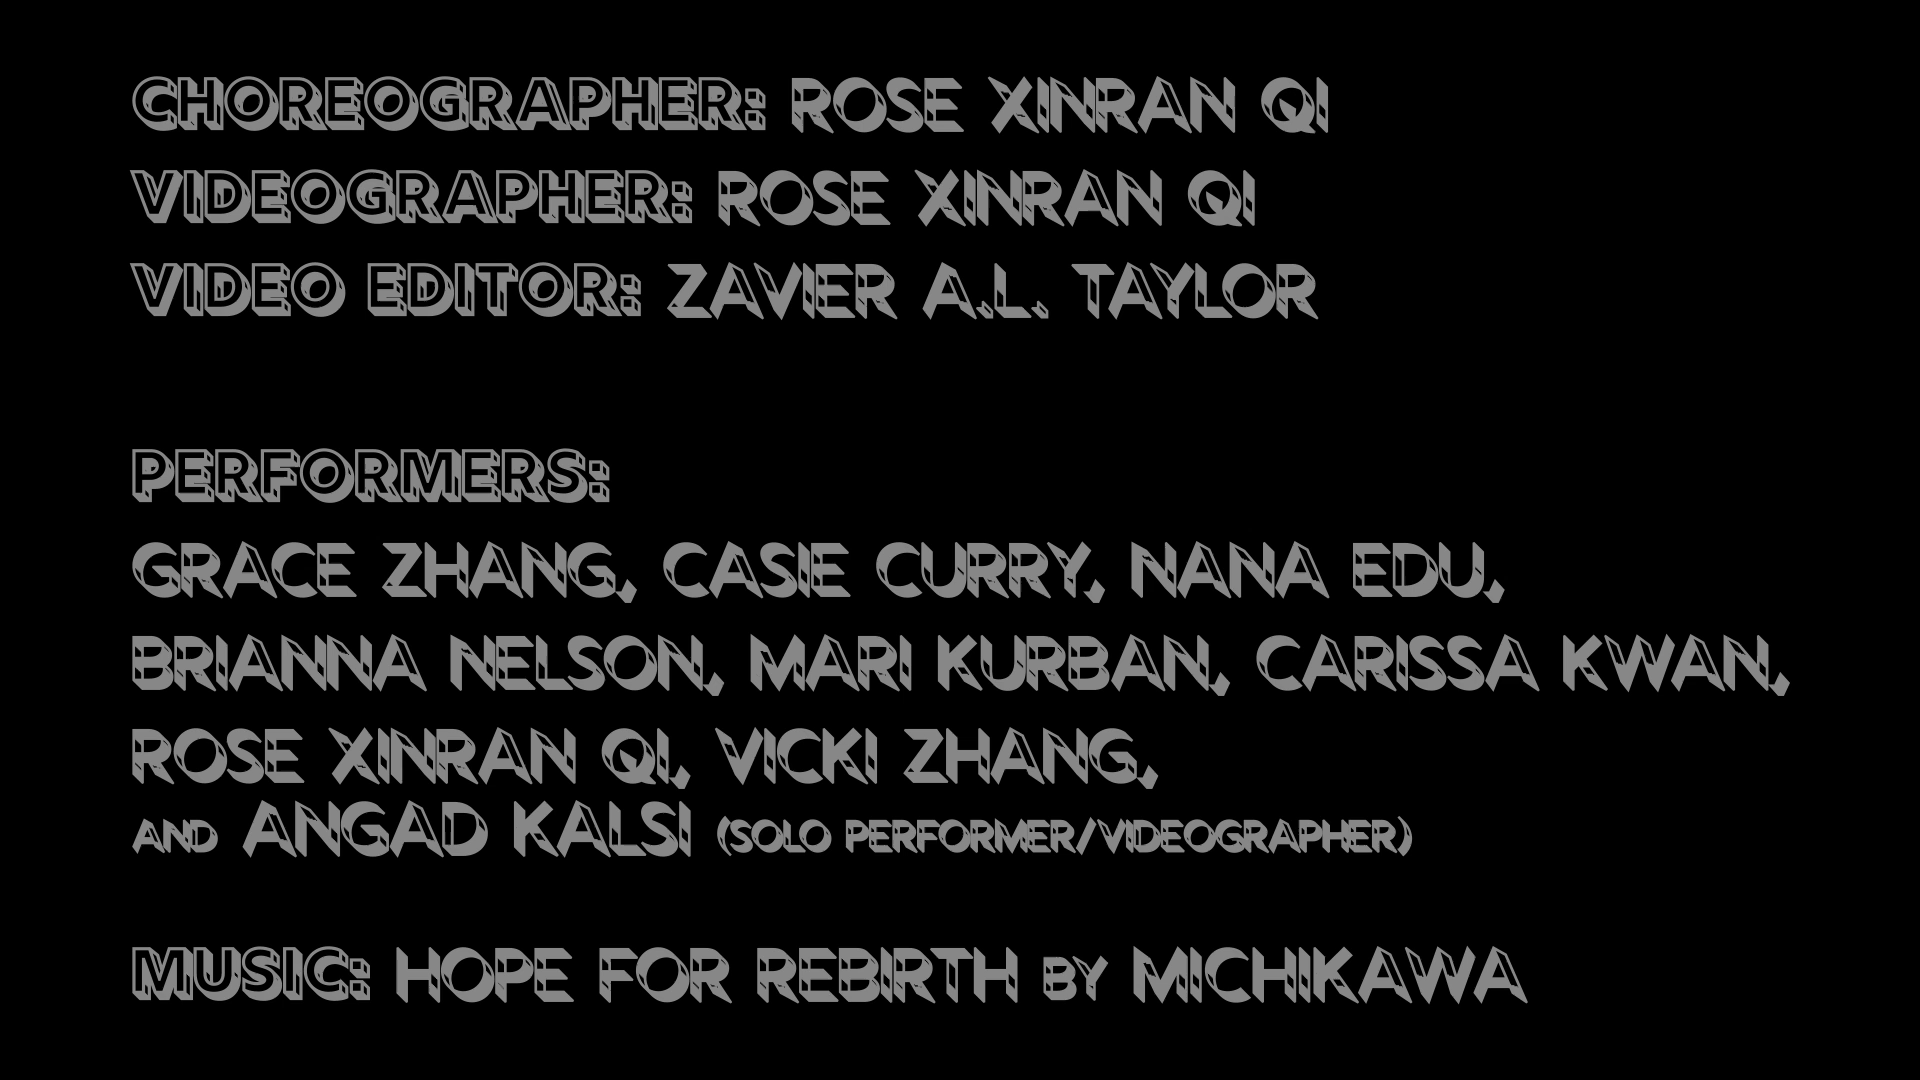 CHOREOGRAPHER: ROSE XINRAN QI
VIDEOGRAPHER: ROSE XINRAN QI
VIDEO EDITOR: ZAVIER A.L. TAYLOR
PERFORMERS:
GRACE ZHANG, CASIE CURRY, NANA EDU,
BRIANNA NELSON, MARI KURBAN, CARISSA KWAN,
ROSE XINRAN QI, VICKI ZHANG,
AND ANGAD KALSI (SOLO PERFORMER/VIDEOGRAPHER)
MUSIC: HOPE FOR REBIRTH BY MICHIKAWA